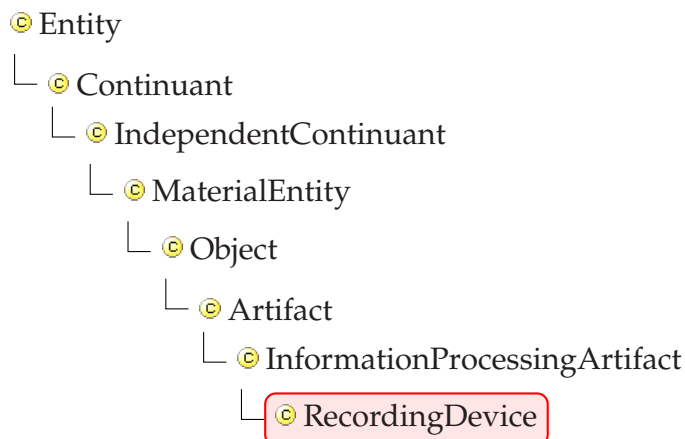 Entity
Continuant
IndependentContinuant
MaterialEntity
Object
Artifact
InformationProcessingArtifact
RecordingDevice